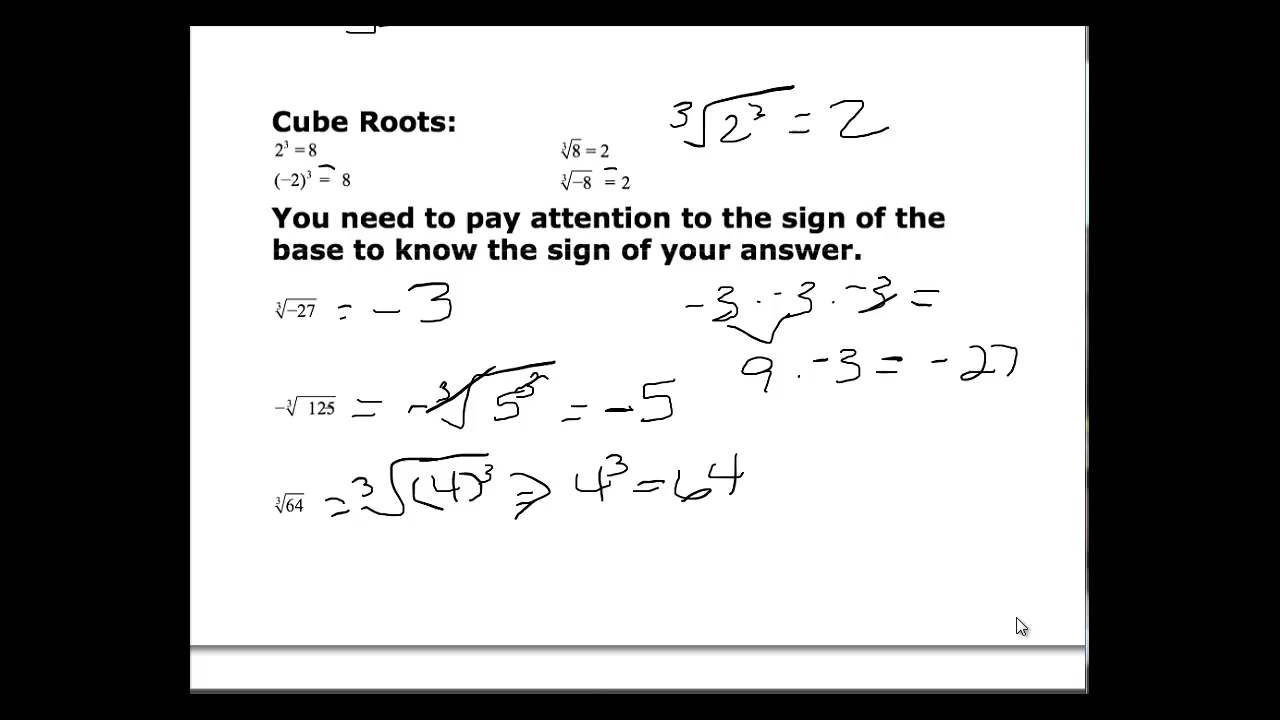 Cube Roots:
∛(2³) = 2
2³ = 8
∛8 = 2
(−2)³ = −8
∛−8 = −2
You need to pay attention to the sign of the
base to know the sign of your answer.
∛−27 = −3
−3 · −3 · −3 =
9 · −3 = −27
−∛125 = −∛(5³) = −5
∛64 = ∛((4)³) ⇒ 4³ = 64